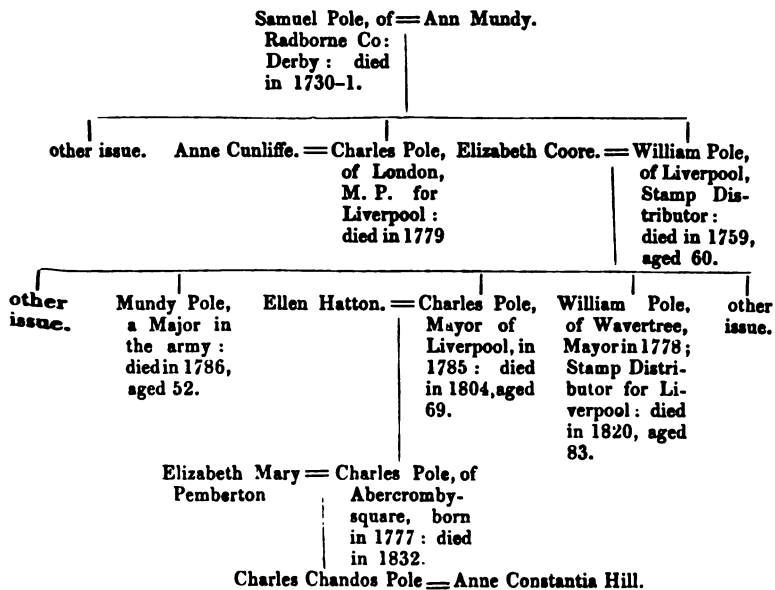 Samuel Pole, of = Ann Mundy.
Radborne Co:
Derby: died
in 1730-1.
other issue.
Anne Cunliffe. = Charles Pole,
of London,
M. P. for
Liverpool:
died in 1779
Elizabeth Coore. = William Pole,
of Liverpool,
Stamp Dis-
tributor:
died in 1759,
aged 60.
other
issue.
Mundy Pole,
a Major in
the army:
died in 1786,
aged 52.
Ellen Hatton. = Charles Pole,
Mayor of
Liverpool, in
1785: died
in 1804, aged
69.
William Pole,
of Wavertree,
Mayor in 1778;
Stamp Distri-
butor for Li-
verpool: died
in 1820, aged
83.
other
issue.
Elizabeth Mary = Charles Pole, of
Pemberton
Abercromby-
square, born
in 1777: died
in 1832.
Charles Chandos Pole = Anne Constantia Hill.